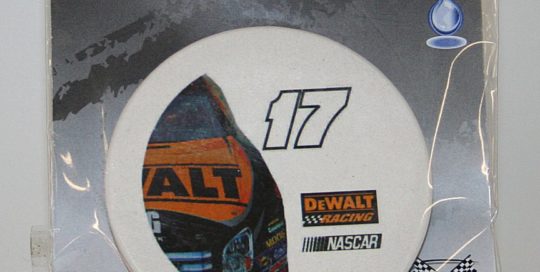 17
WALT
DEWALT
RACING
NASCAR